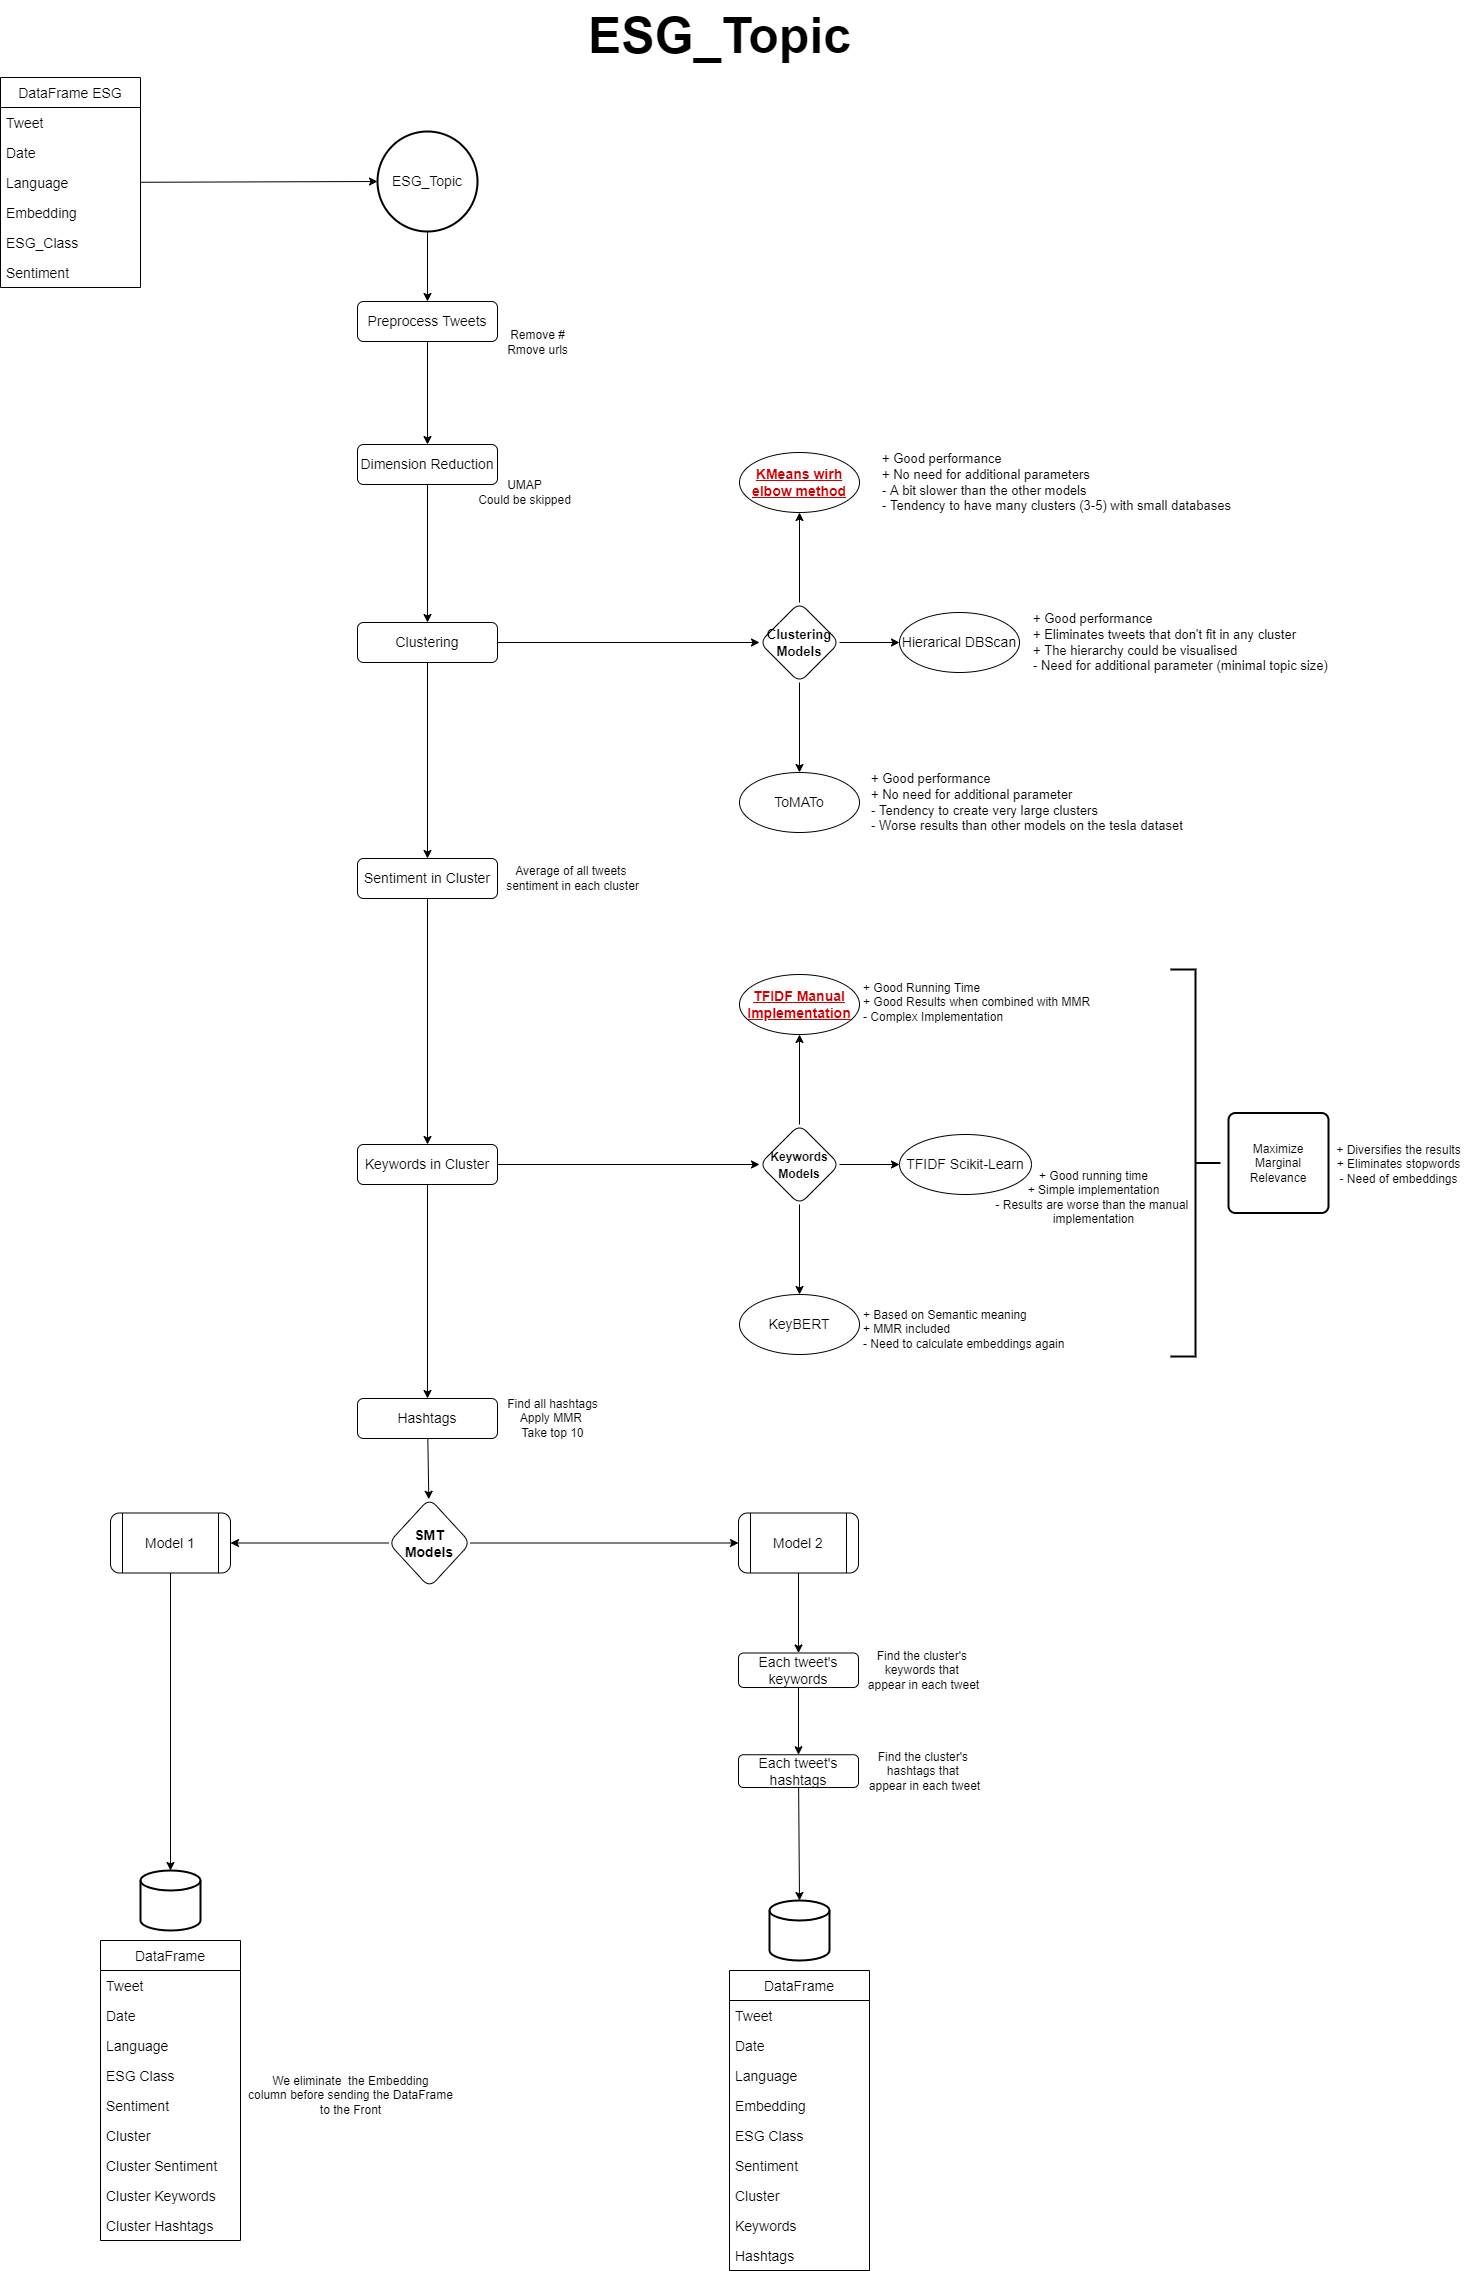 ESG_Topic
DataFrame ESG
Tweet
Date
Language
Embedding
ESG_Class
Sentiment
ESG_Topic
Preprocess Tweets
Remove #
Rmove urls
Dimension Reduction
UMAP
Could be skipped
KMeans wirh
elbow method
+ Good performance
+ No need for additional parameters
- A bit slower than the other models
- Tendency to have many clusters (3-5) with small databases
Clustering
Clustering
Models
Hierarical DBScan
+ Good performance
+ Eliminates tweets that don't fit in any cluster
+ The hierarchy could be visualised
- Need for additional parameter (minimal topic size)
ToMATo
+ Good performance
+ No need for additional parameter
- Tendency to create very large clusters
- Worse results than other models on the tesla dataset
Sentiment in Cluster
Average of all tweets
sentiment in each cluster
TFIDF Manual
Implementation
+ Good Running Time
+ Good Results when combined with MMR
- Complex Implementation
Keywords in Cluster
Keywords
Models
TFIDF Scikit-Learn
+ Good running time
+ Simple implementation
- Results are worse than the manual
implementation
Maximize
Marginal
Relevance
+ Diversifies the results
+ Eliminates stopwords
- Need of embeddings
KeyBERT
+ Based on Semantic meaning
+ MMR included
- Need to calculate embeddings again
Hashtags
Find all hashtags
Apply MMR
Take top 10
Model 1
SMT
Models
Model 2
Each tweet's
keywords
Find the cluster's
keywords that
appear in each tweet
Each tweet's
hashtags
Find the cluster's
hashtags that
appear in each tweet
DataFrame
Tweet
Date
Language
ESG Class
Sentiment
Cluster
Cluster Sentiment
Cluster Keywords
Cluster Hashtags
We eliminate  the Embedding
column before sending the DataFrame
to the Front
DataFrame
Tweet
Date
Language
Embedding
ESG Class
Sentiment
Cluster
Keywords
Hashtags